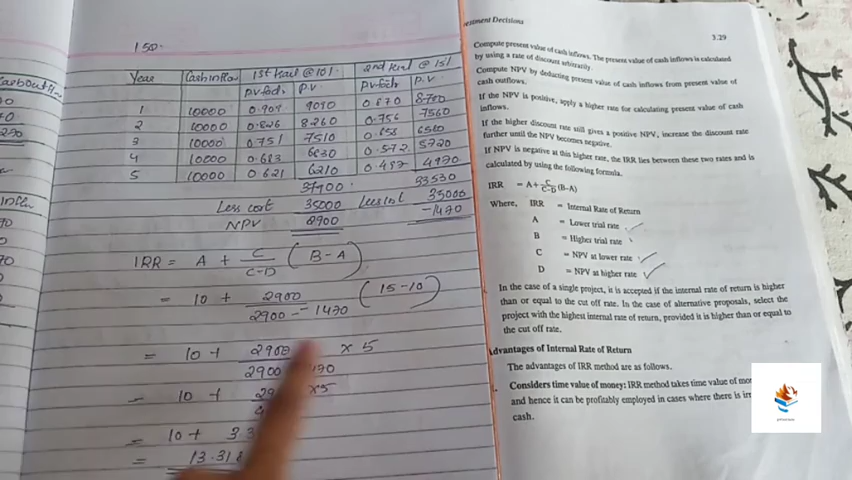 150.
Year Cash inflow 1st trail @ 10% 2nd trail @ 15%
P.V. P.V
1 10000 0.909 9090 0.870 8700
2 10000 0.826 8260 0.756 7560
3 10000 0.751 7510 0.658 6580
4 10000 0.683 6830 0.572 5720
5 10000 0.621 6210 0.497 4970
37900 33530
Less cost 35000 Less cost 35000
NPV 2900 -1470
IRR = A + C/C-D (B-A)
= 10 + 2900/2900--1470 (15-10)
= 10 + × 5
= 10 + ×5
= 10 +
=
estment Decisions 3.29
Compute present value of cash inflows. The present value of cash inflows is calculated
by using a rate of discount arbitrarily.
Compute NPV by deducting present value of cash inflows from present value of
cash outflows.
If the NPV is positive, apply a higher rate for calculating present value of cash
inflows.
If the higher discount rate still gives a positive NPV, increase the discount rate
further until the NPV becomes negative.
If NPV is negative at this higher rate, the IRR lies between these two rates and is
calculated by using the following formula.
IRR = A+ C/C-D (B-A)
Where, IRR = Internal Rate of Return
A = Lower trial rate
B = Higher trial rate
C = NPV at lower rate
D = NPV at higher rate
In the case of a single project, it is accepted if the internal rate of return is higher
than or equal to the cut off rate. In the case of alternative proposals, select the
project with the highest internal rate of return, provided it is higher than or equal to
the cut off rate.
Advantages of Internal Rate of Return
The advantages of IRR method are as follows.
Considers time value of money: IRR method takes time value of
and hence it can be profitably employed in cases where there is
cash.